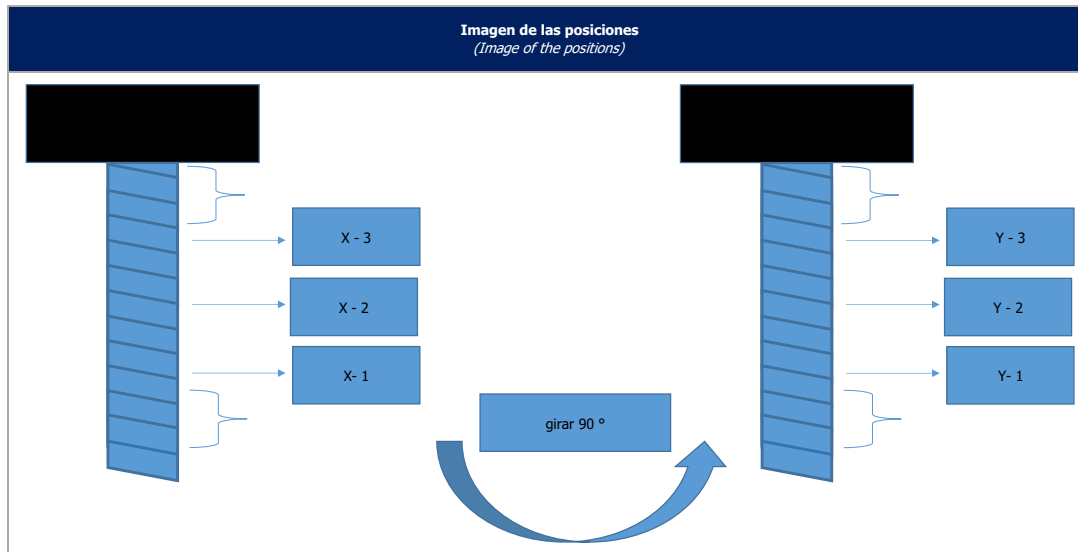 Imagen de las posiciones
(Image of the positions)
X - 3
X - 2
X- 1
girar 90 °
Y - 3
Y - 2
Y- 1